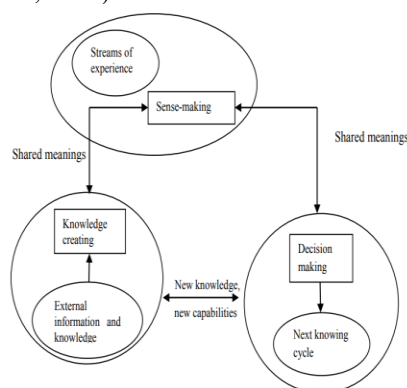 Streams of
experience
Sense-making
Shared meanings
Shared meanings
Knowledge
creating
Decision
making
New knowledge,
new capabilities
External
information and
knowledge
Next knowing
cycle